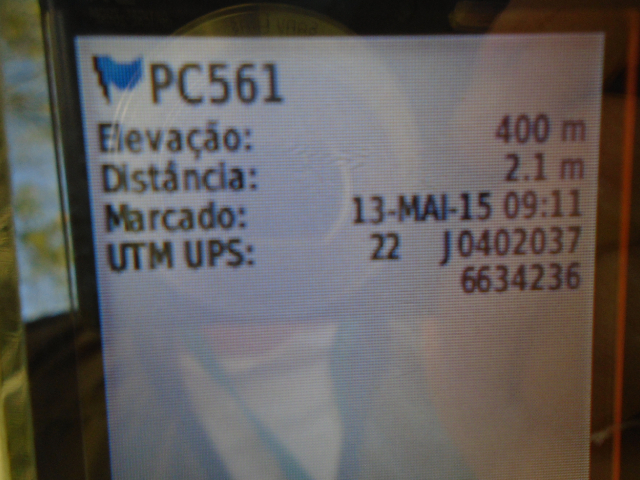 PC561
Elevação: 400 m
Distância: 2.1 m
Marcado: 13-MAI-15 09:11
UTM UPS: 22 J0402037
6634236